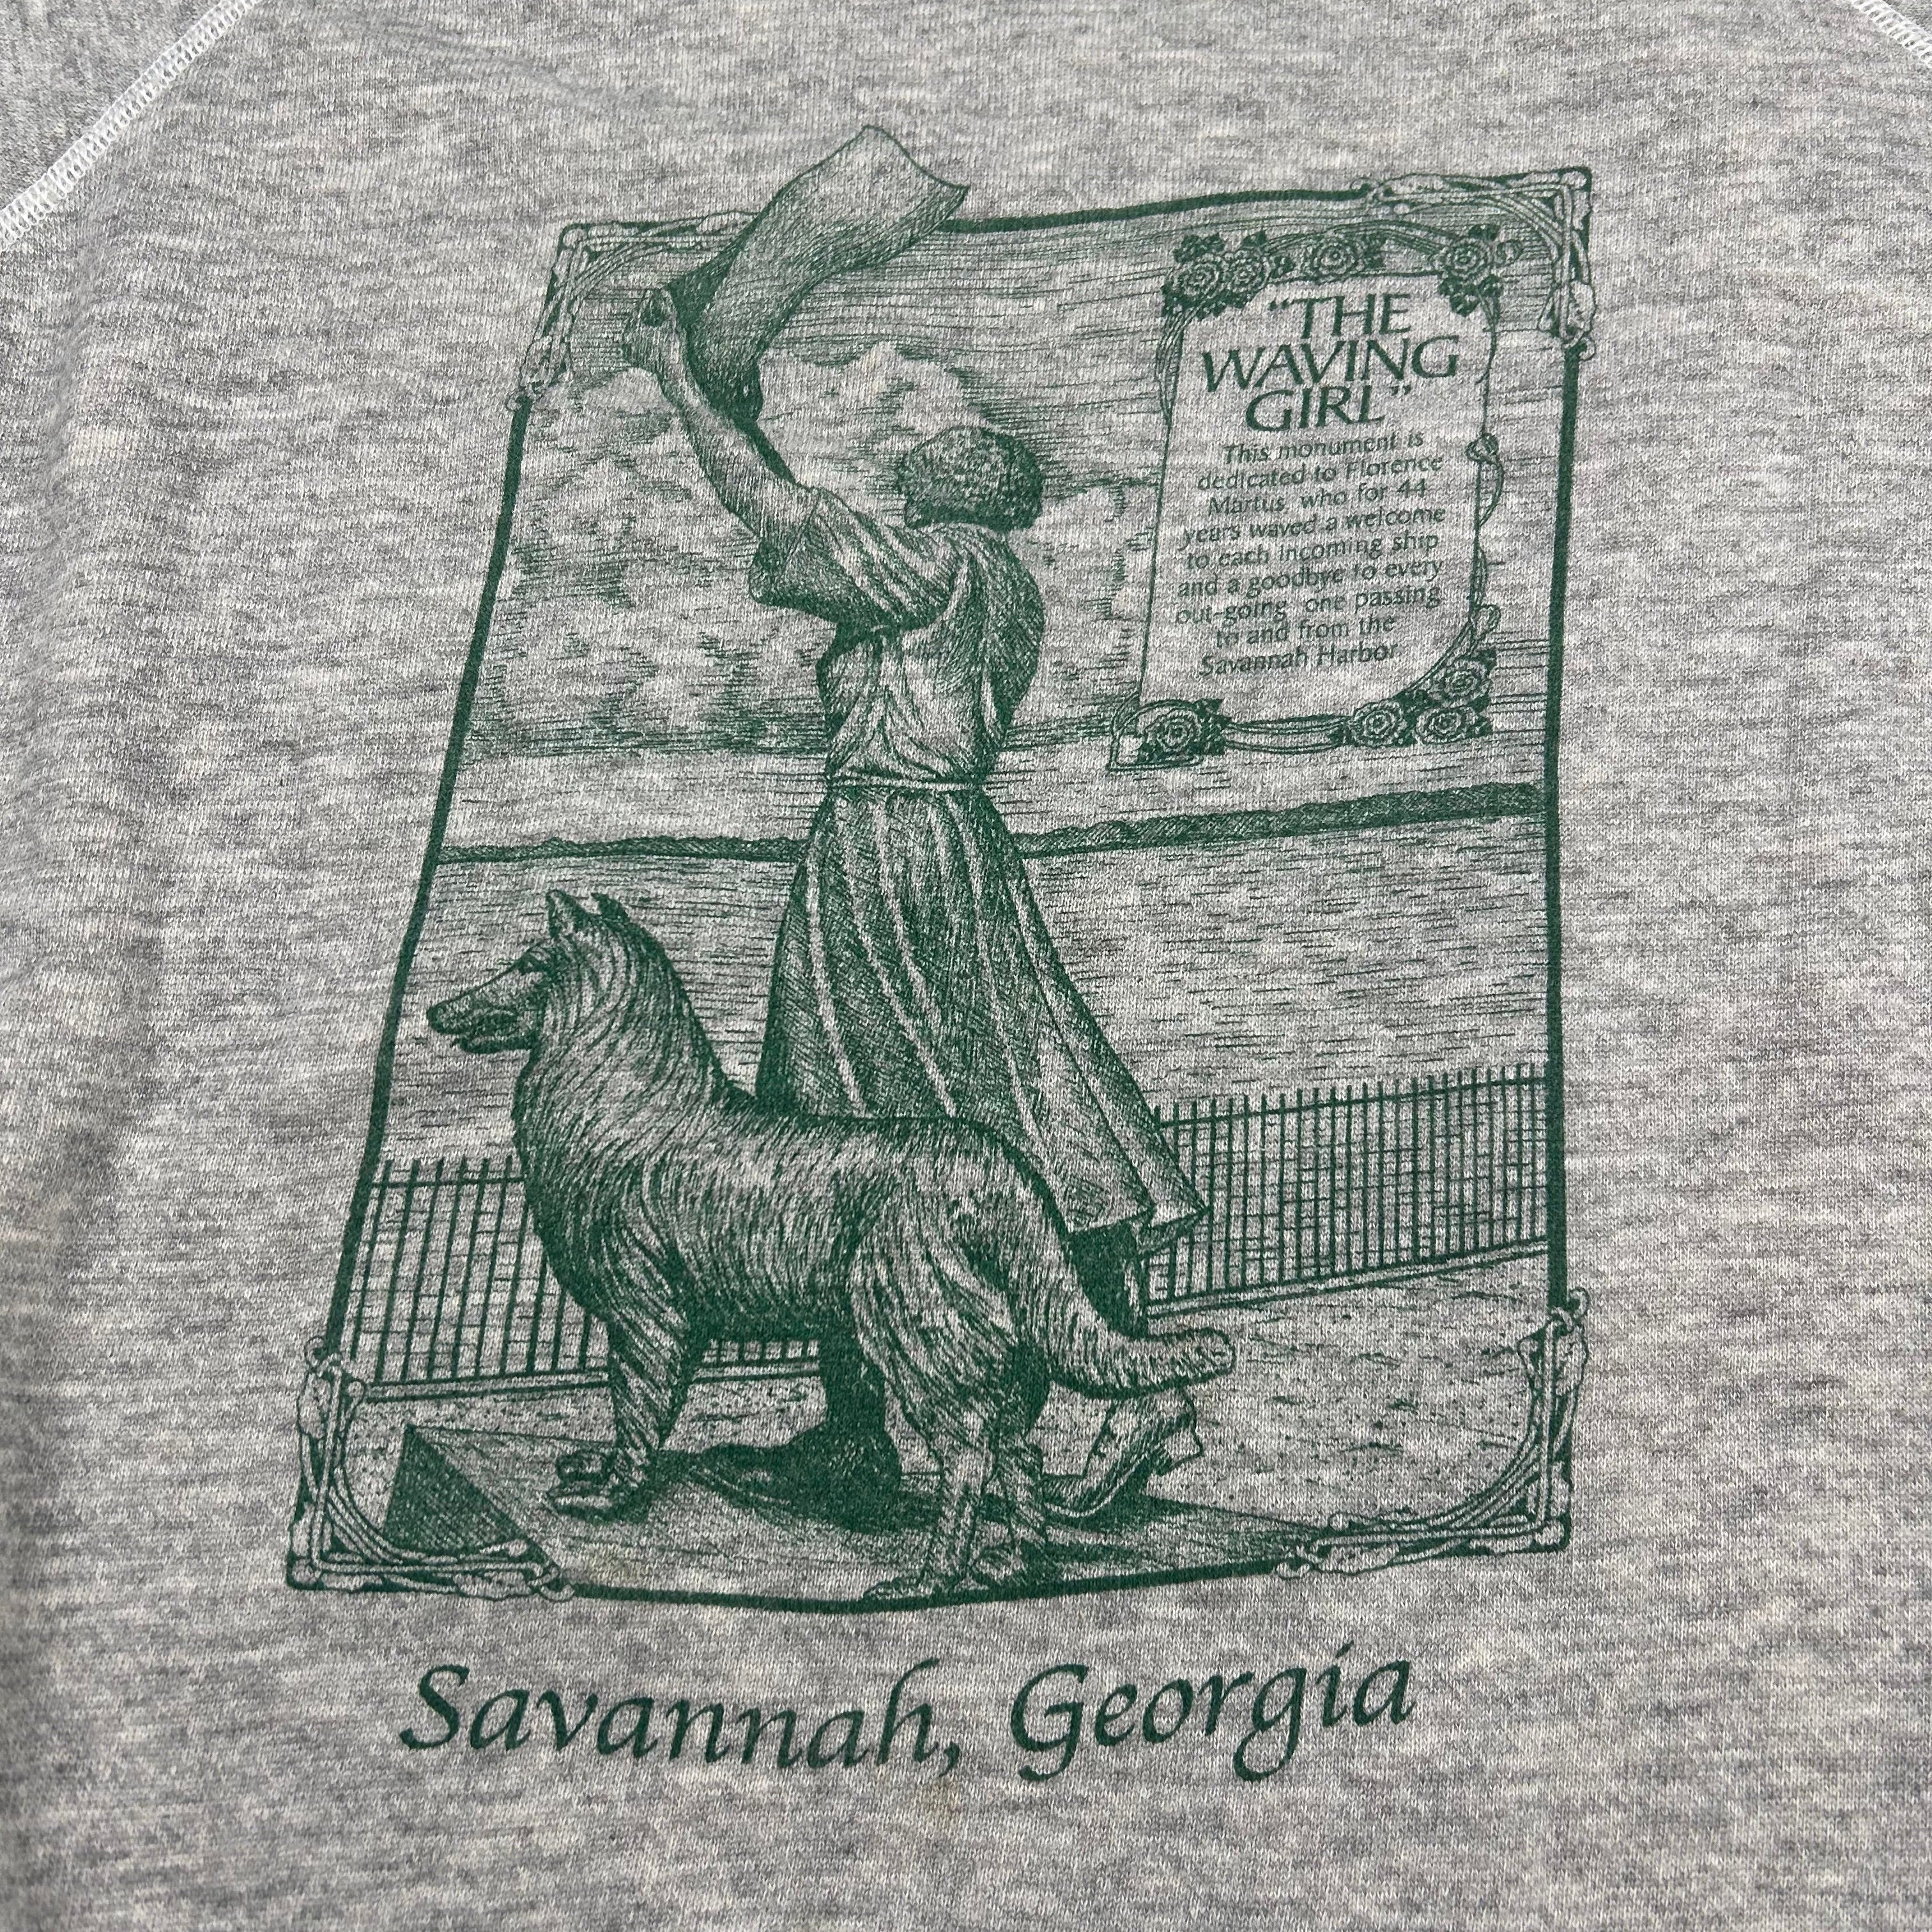 "THE
WAVING
GIRL"
This monument is
dedicated to Florence
Martus, who for 44
years waved a welcome
to each incoming ship
and a goodbye to every
out-going one passing
to and from the
Savannah Harbor.
Savannah, Georgia